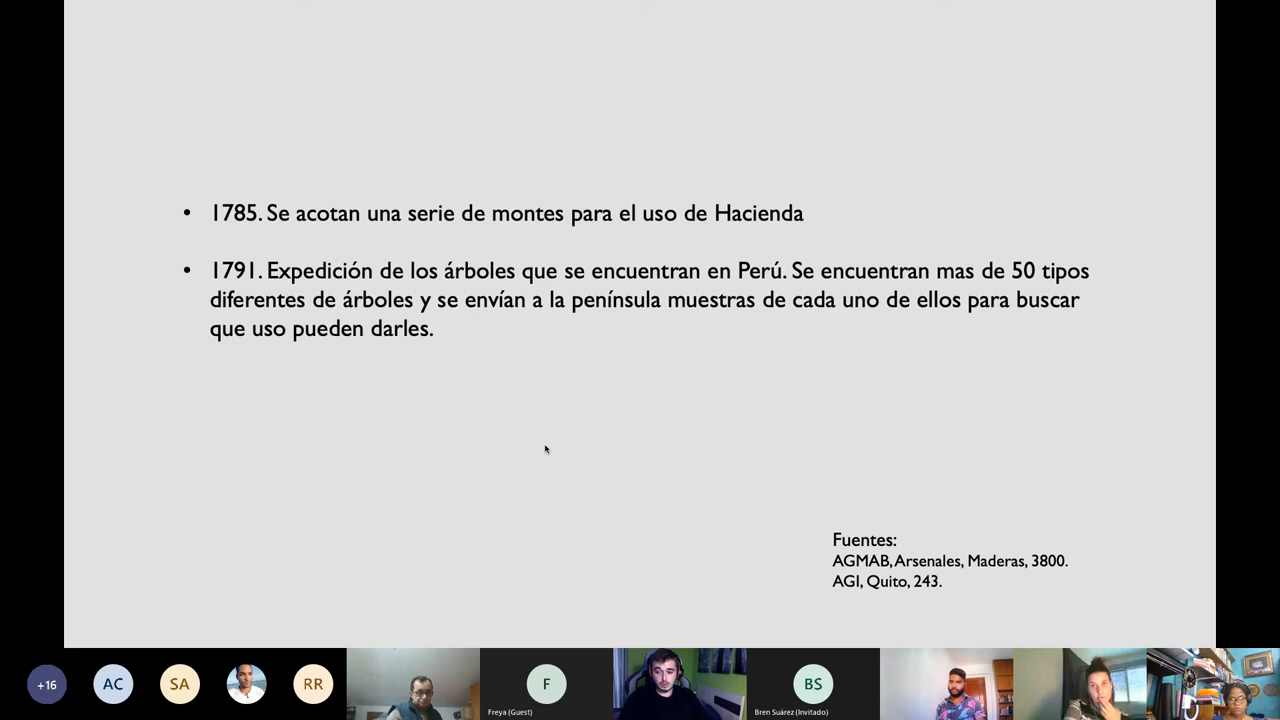 • 1785. Se acotan una serie de montes para el uso de Hacienda
• 1791. Expedición de los árboles que se encuentran en Perú. Se encuentran mas de 50 tipos
diferentes de árboles y se envían a la península muestras de cada uno de ellos para buscar
que uso pueden darles.
Fuentes:
AGMAB, Arsenales, Maderas, 3800.
AGI, Quito, 243.
+16
AC
SA
RR
F
Freya (Guest)
BS
Bren Suárez (Invitado)